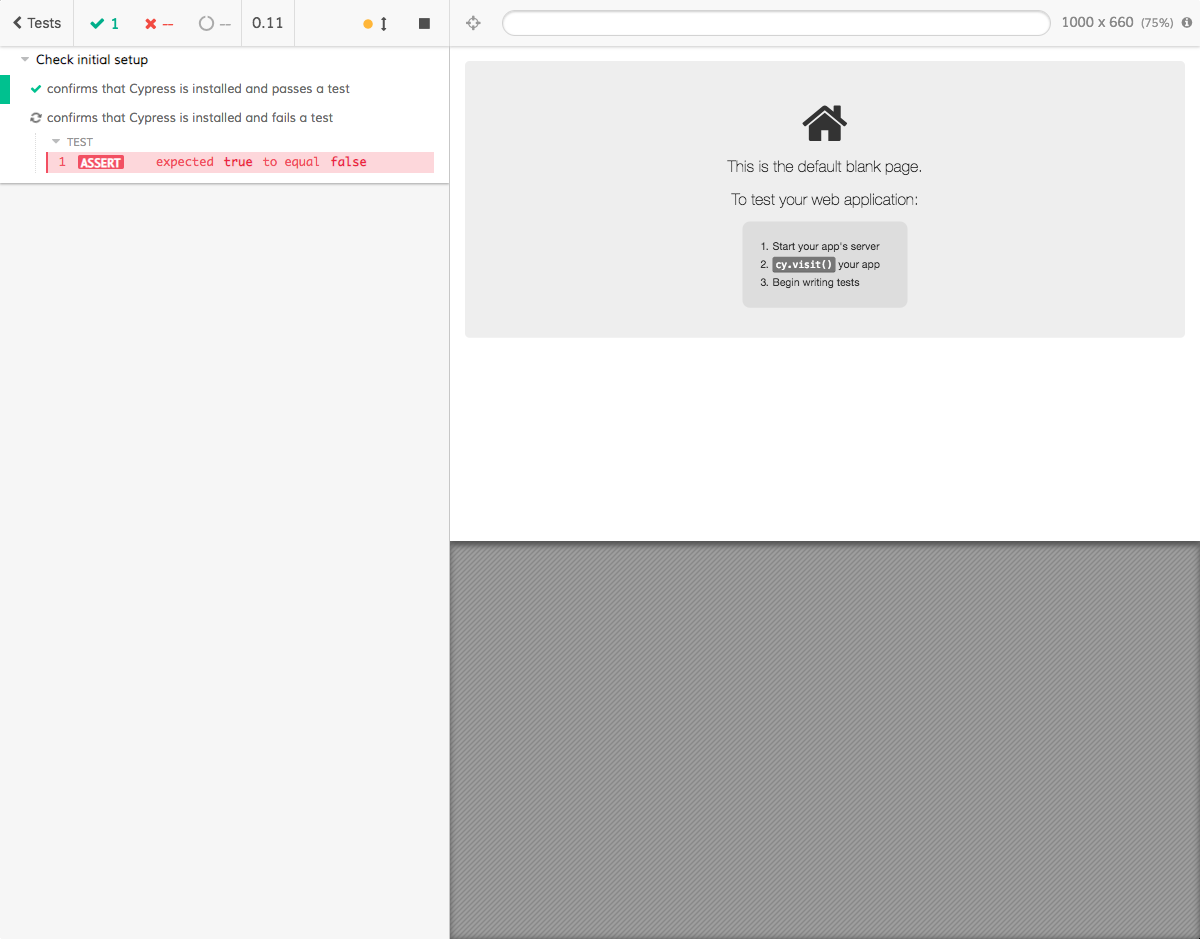 Tests 1 -- -- 0.11
1000 x 660 (75%)
Check initial setup
confirms that Cypress is installed and passes a test
confirms that Cypress is installed and fails a test
TEST
1 ASSERT expected true to equal false
This is the default blank page.
To test your web application:
1. Start your app's server
2. cy.visit() your app
3. Begin writing tests